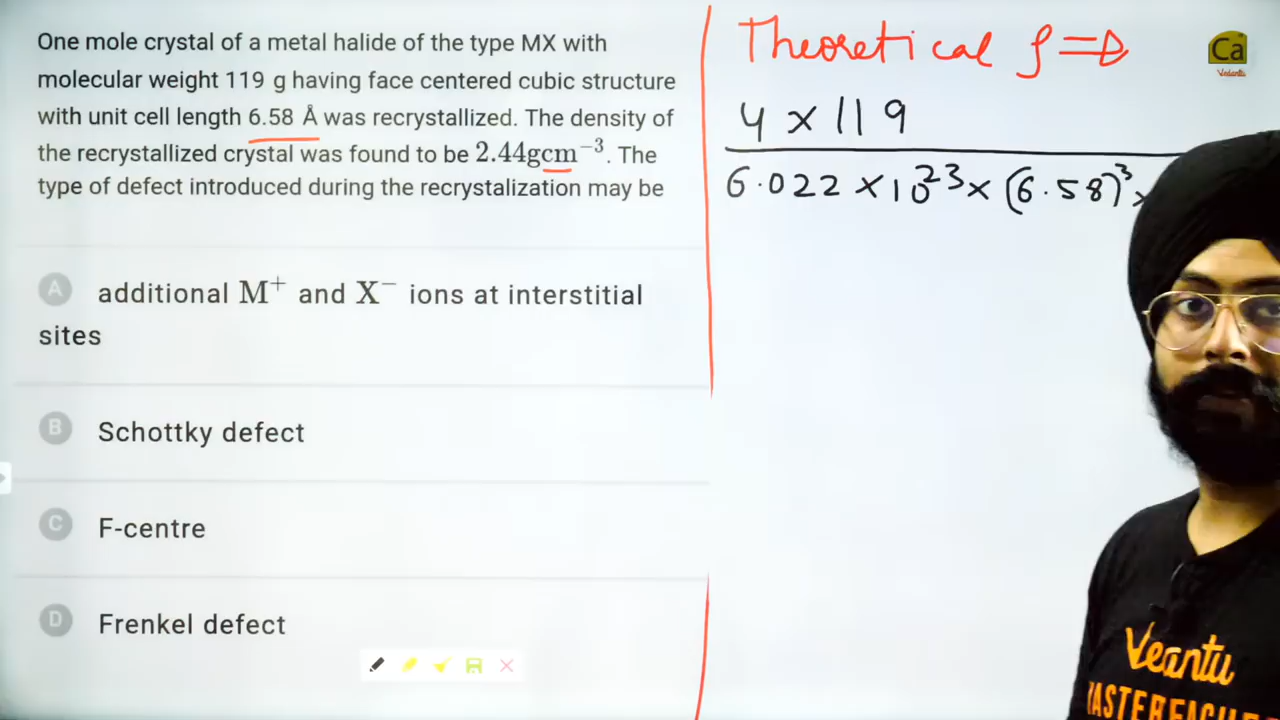 One mole crystal of a metal halide of the type MX with
molecular weight 119 g having face centered cubic structure
with unit cell length 6.58 Å was recrystallized. The density of
the recrystallized crystal was found to be 2.44gcm⁻³. The
type of defect introduced during the recrystalization may be
A additional M⁺ and X⁻ ions at interstitial
sites
B Schottky defect
C F-centre
D Frenkel defect
Theoretical ρ ⇒
4 × 119
6.022 × 10²³ × (6.58)³ ×
Ca
Vedantu
Vedantu